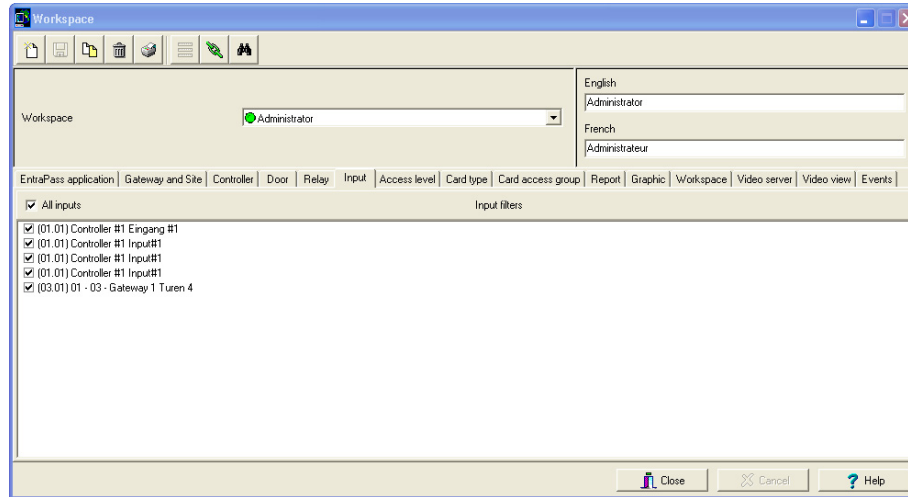 Workspace
English
Administrator
Workspace
Administrator
French
Administrateur
EntraPass application Gateway and Site Controller Door Relay Input Access level Card type Card access group Report Graphic Workspace Video server Video view Events
All inputs Input filters
(01.01) Controller #1 Eingang #1
(01.01) Controller #1 Input#1
(01.01) Controller #1 Input#1
(01.01) Controller #1 Input#1
(03.01) 01 - 03 - Gateway 1 Turen 4
Close Cancel Help